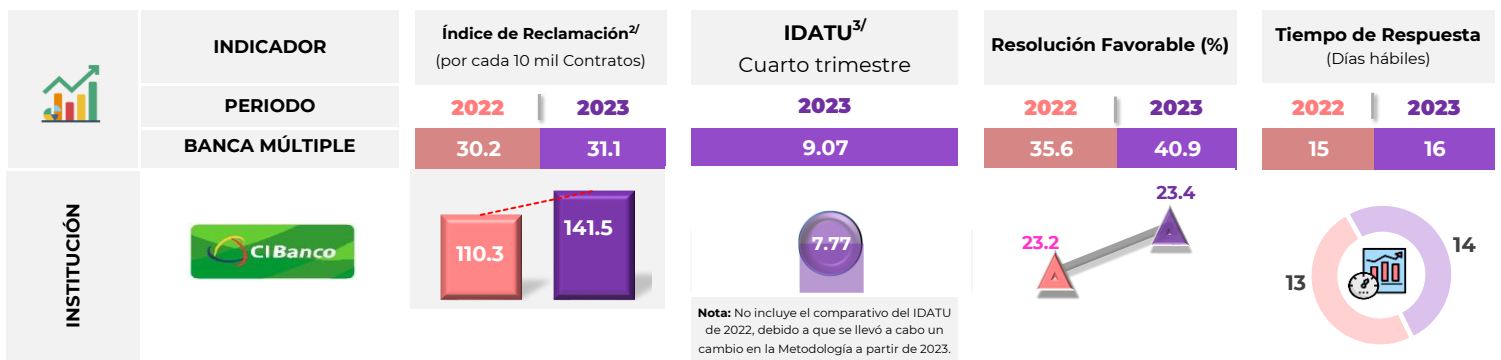 INDICADOR
Índice de Reclamación2/
(por cada 10 mil Contratos)
IDATU3/
Cuarto trimestre
Resolución Favorable (%)
Tiempo de Respuesta
(Días hábiles)
PERIODO
2022 2023
2023
2022 2023
2022 2023
BANCA MÚLTIPLE
30.2 31.1
9.07
35.6 40.9
15 16
INSTITUCIÓN
CIBanco
110.3 141.5
7.77
Nota: No incluye el comparativo del IDATU
de 2022, debido a que se llevó a cabo un
cambio en la Metodología a partir de 2023.
23.2 23.4
13 14